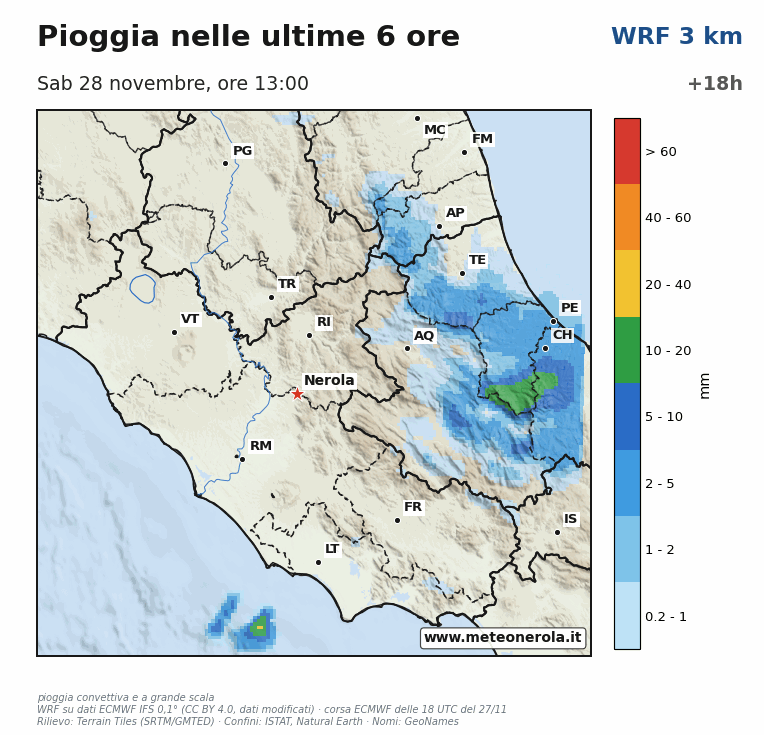 Pioggia nelle ultime 6 ore
WRF 3 km
Sab 28 novembre, ore 13:00
+18h
MC
FM
PG
AP
TE
TR
PE
VT
RI
AQ
CH
Nerola
RM
FR
IS
LT
www.meteonerola.it
> 60
40 - 60
20 - 40
10 - 20
5 - 10
2 - 5
1 - 2
0.2 - 1
mm
pioggia convettiva e a grande scala
WRF su dati ECMWF IFS 0,1° (CC BY 4.0, dati modificati) · corsa ECMWF delle 18 UTC del 27/11
Rilievo: Terrain Tiles (SRTM/GMTED) · Confini: ISTAT, Natural Earth · Nomi: GeoNames